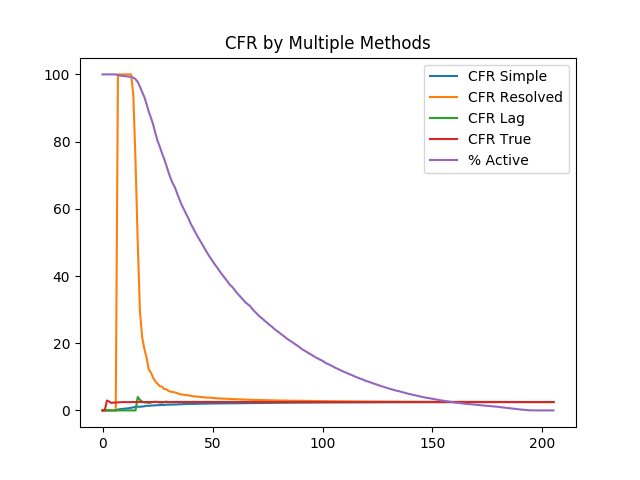 CFR by Multiple Methods
100
80
60
40
20
0
0
50
100
150
200
CFR Simple
CFR Resolved
CFR Lag
CFR True
% Active